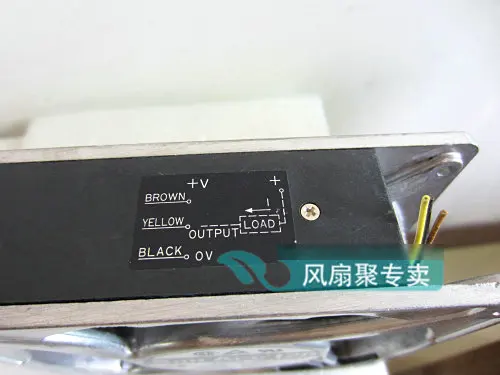 +V +
BROWN
I
YELLOW OUTPUT LOAD
BLACK 0V
风扇聚专卖